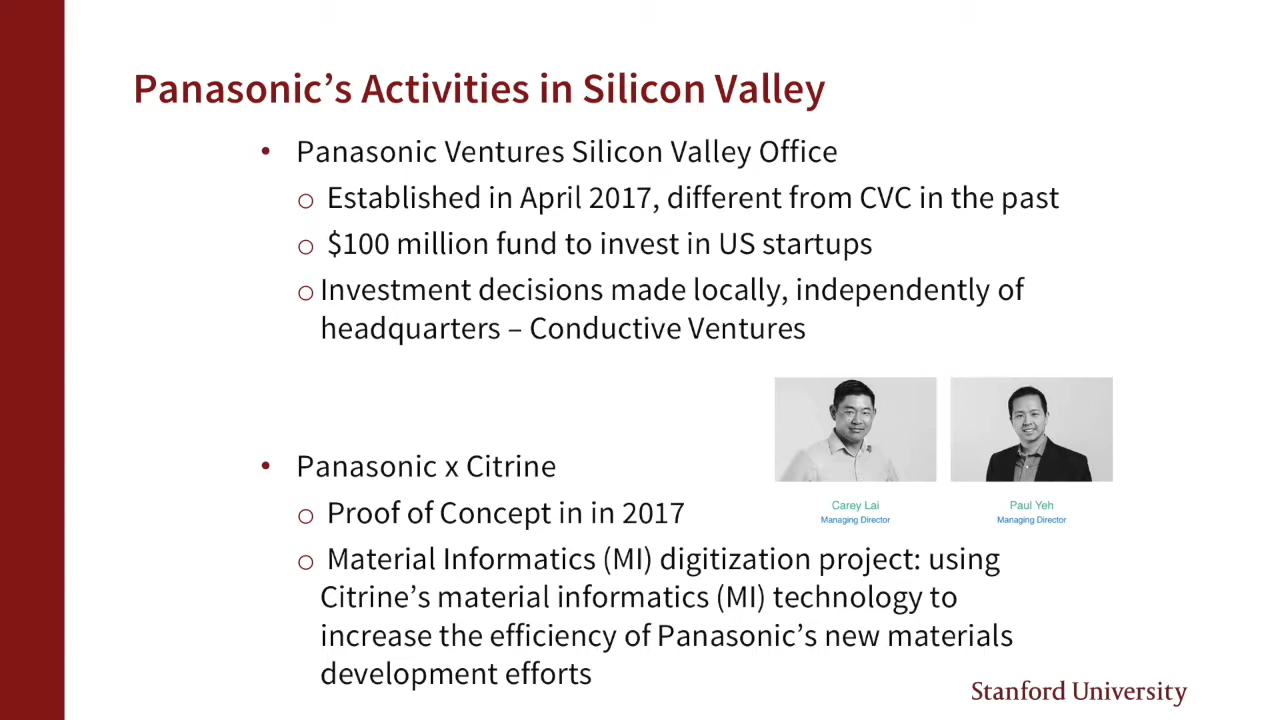 Panasonic’s Activities in Silicon Valley
• Panasonic Ventures Silicon Valley Office
o Established in April 2017, different from CVC in the past
o $100 million fund to invest in US startups
o Investment decisions made locally, independently of
headquarters – Conductive Ventures
Carey Lai
Managing Director
Paul Yeh
Managing Director
• Panasonic x Citrine
o Proof of Concept in in 2017
o Material Informatics (MI) digitization project: using
Citrine’s material informatics (MI) technology to
increase the efficiency of Panasonic’s new materials
development efforts
Stanford University